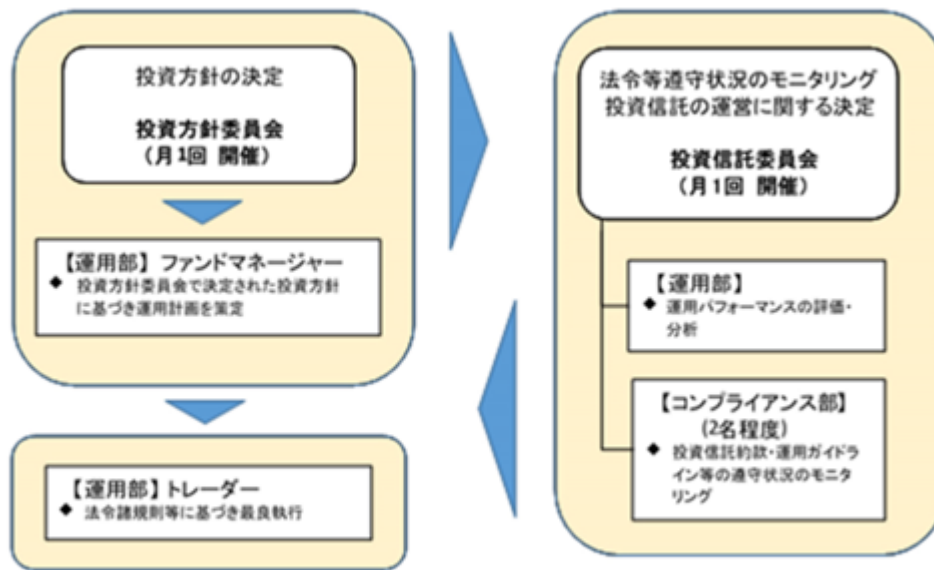 投資方針の決定
投資方針委員会
(月1回 開催)
【運用部】ファンドマネージャー
◆ 投資方針委員会で決定された投資方針
に基づき運用計画を策定
【運用部】トレーダー
◆ 法令諸規則等に基づき最良執行
法令等遵守状況のモニタリング
投資信託の運営に関する決定
投資信託委員会
(月1回 開催)
【運用部】
◆ 運用パフォーマンスの評価・
分析
【コンプライアンス部】
(2名程度)
◆ 投資信託約款・運用ガイドラ
イン等の遵守状況のモニタ
リング